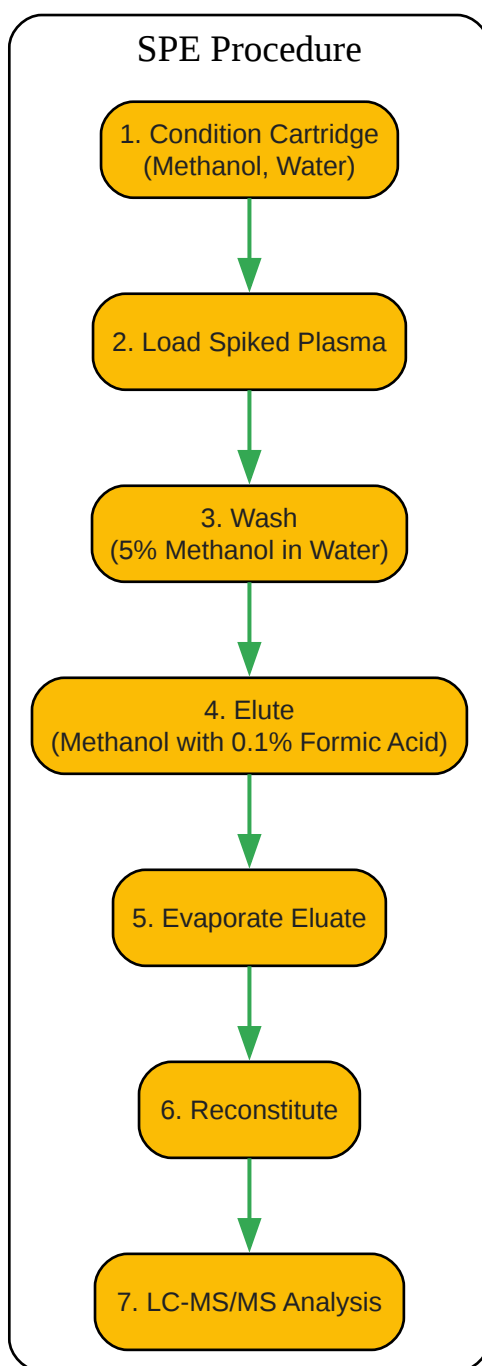 SPE Procedure
1. Condition Cartridge
(Methanol, Water)
2. Load Spiked Plasma
3. Wash
(5% Methanol in Water)
4. Elute
(Methanol with 0.1% Formic Acid)
5. Evaporate Eluate
6. Reconstitute
7. LC-MS/MS Analysis